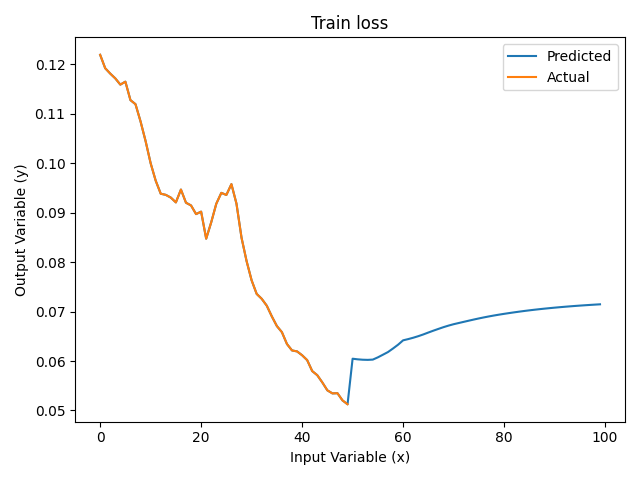 Train loss
Predicted
Actual
0.12
0.11
0.10
0.09
0.08
0.07
0.06
0.05
Output Variable (y)
0
20
40
60
80
100
Input Variable (x)